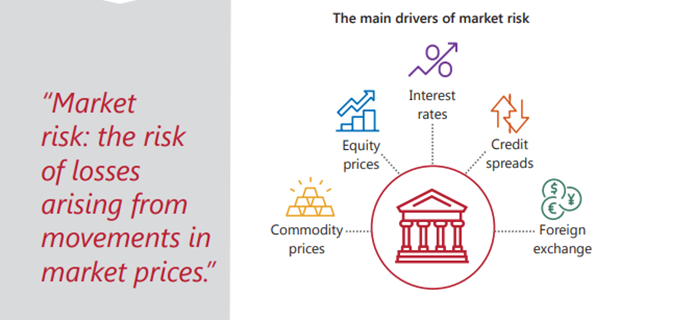 “Market
risk: the risk
of losses
arising from
movements in
market prices.”
The main drivers of market risk
Interest
rates
Equity
prices
Credit
spreads
Commodity
prices
Foreign
exchange
$
¥
€